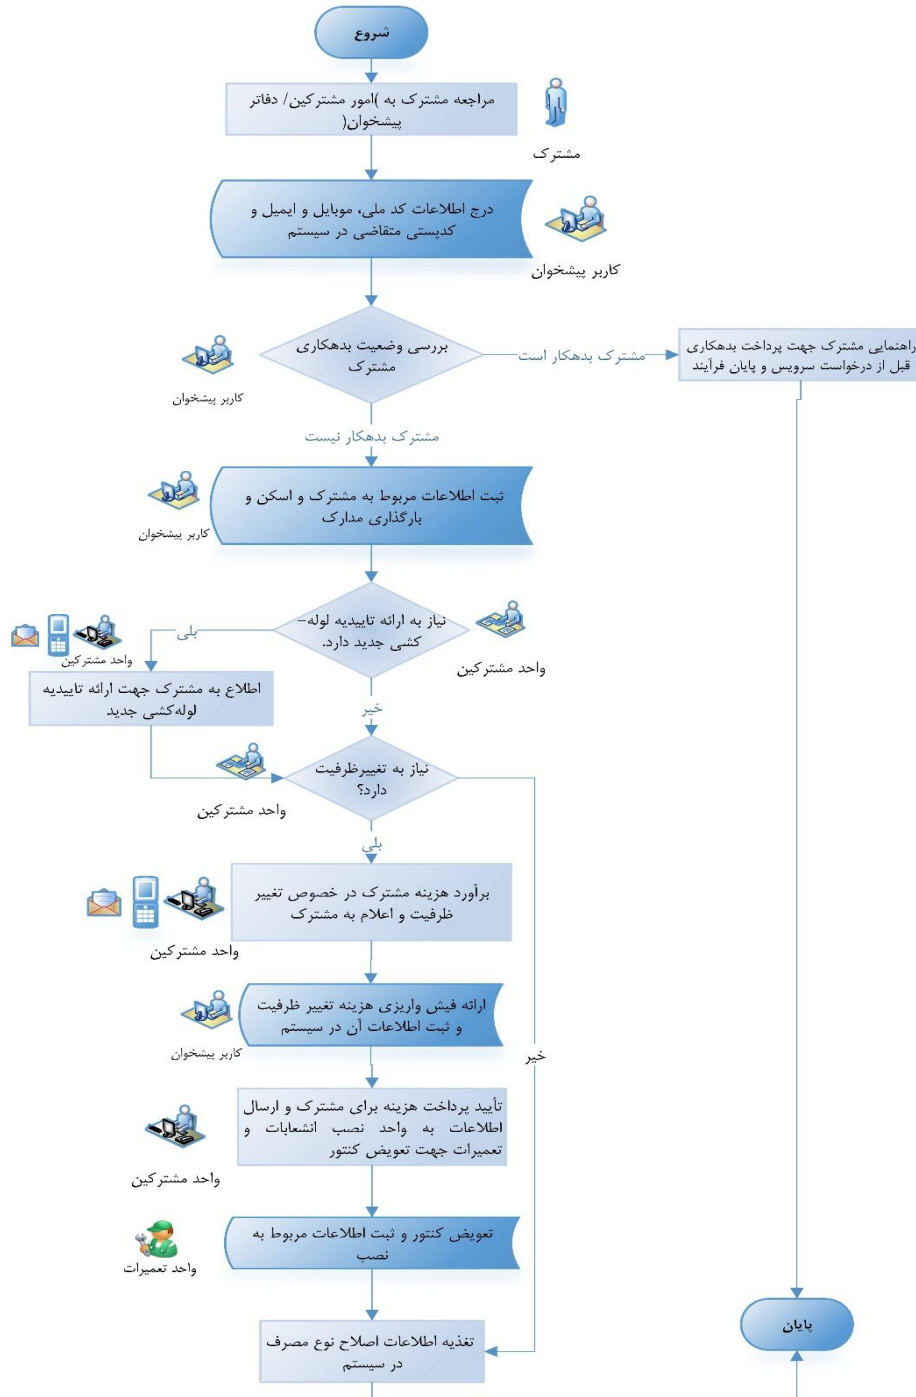 شروع
مراجعه مشترک به )امور مشترکین/ دفاتر
پیشخوان(
مشترک
درج اطلاعات کد ملی، موبایل و ایمیل و
کدپستی متقاضی در سیستم
کاربر پیشخوان
بررسی وضعیت بدهکاری
مشترک
کاربر پیشخوان
مشترک بدهکار است
راهنمایی مشترک جهت پرداخت بدهکاری
قبل از درخواست سرویس و پایان فرآیند
مشترک بدهکار نیست
ثبت اطلاعات مربوط به مشترک و اسکن و
بارگذاری مدارک
کاربر پیشخوان
نیاز به ارائه تاییدیه لوله–
کشی جدید دارد.
واحد مشترکین
بلی
واحد مشترکین
اطلاع به مشترک جهت ارائه تاییدیه
لوله‌کشی جدید
خیر
نیاز به تغییرظرفیت
دارد؟
واحد مشترکین
بلی
برآورد هزینه مشترک در خصوص تغییر
ظرفیت و اعلام به مشترک
واحد مشترکین
ارائه فیش واریزی هزینه تغییر ظرفیت
و ثبت اطلاعات آن در سیستم
کاربر پیشخوان
خیر
تأیید پرداخت هزینه برای مشترک و ارسال
اطلاعات به واحد نصب انشعابات و
تعمیرات جهت تعویض کنتور
واحد مشترکین
تعویض کنتور و ثبت اطلاعات مربوط به
نصب
واحد تعمیرات
تغذیه اطلاعات اصلاح نوع مصرف
در سیستم
پایان